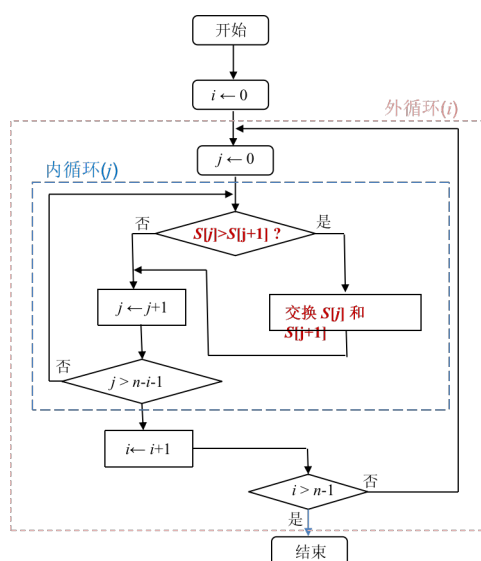 开始
i ← 0
外循环(i)
j ← 0
内循环(j)
否
S[j]>S[j+1] ?
是
j ← j+1
交换 S[j] 和
S[j+1]
否
j > n-i-1
i← i+1
否
i > n-1
是
结束